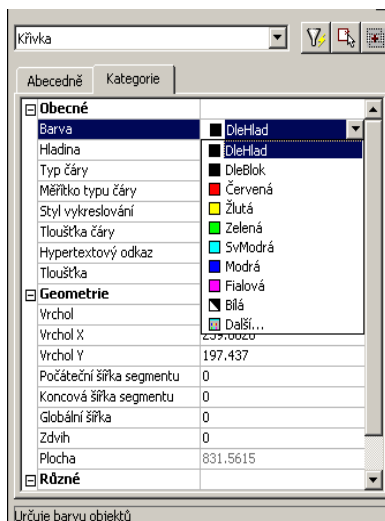 Křivka
Abecedně Kategorie
Obecné
Barva DleHlad
Hladina DleHlad
Typ čáry DleBlok
Měřítko typu čáry Červená
Styl vykreslování Žlutá
Tloušťka čáry Zelená
Hypertextový odkaz SvModrá
Tloušťka Modrá
Geometrie Fialová
Vrchol Bílá
Vrchol X Další...
Vrchol Y 197.437
Počáteční šířka segmentu 0
Koncová šířka segmentu 0
Globální šířka 0
Zdvih 0
Plocha 831.5615
Různé
Určuje barvu objektů